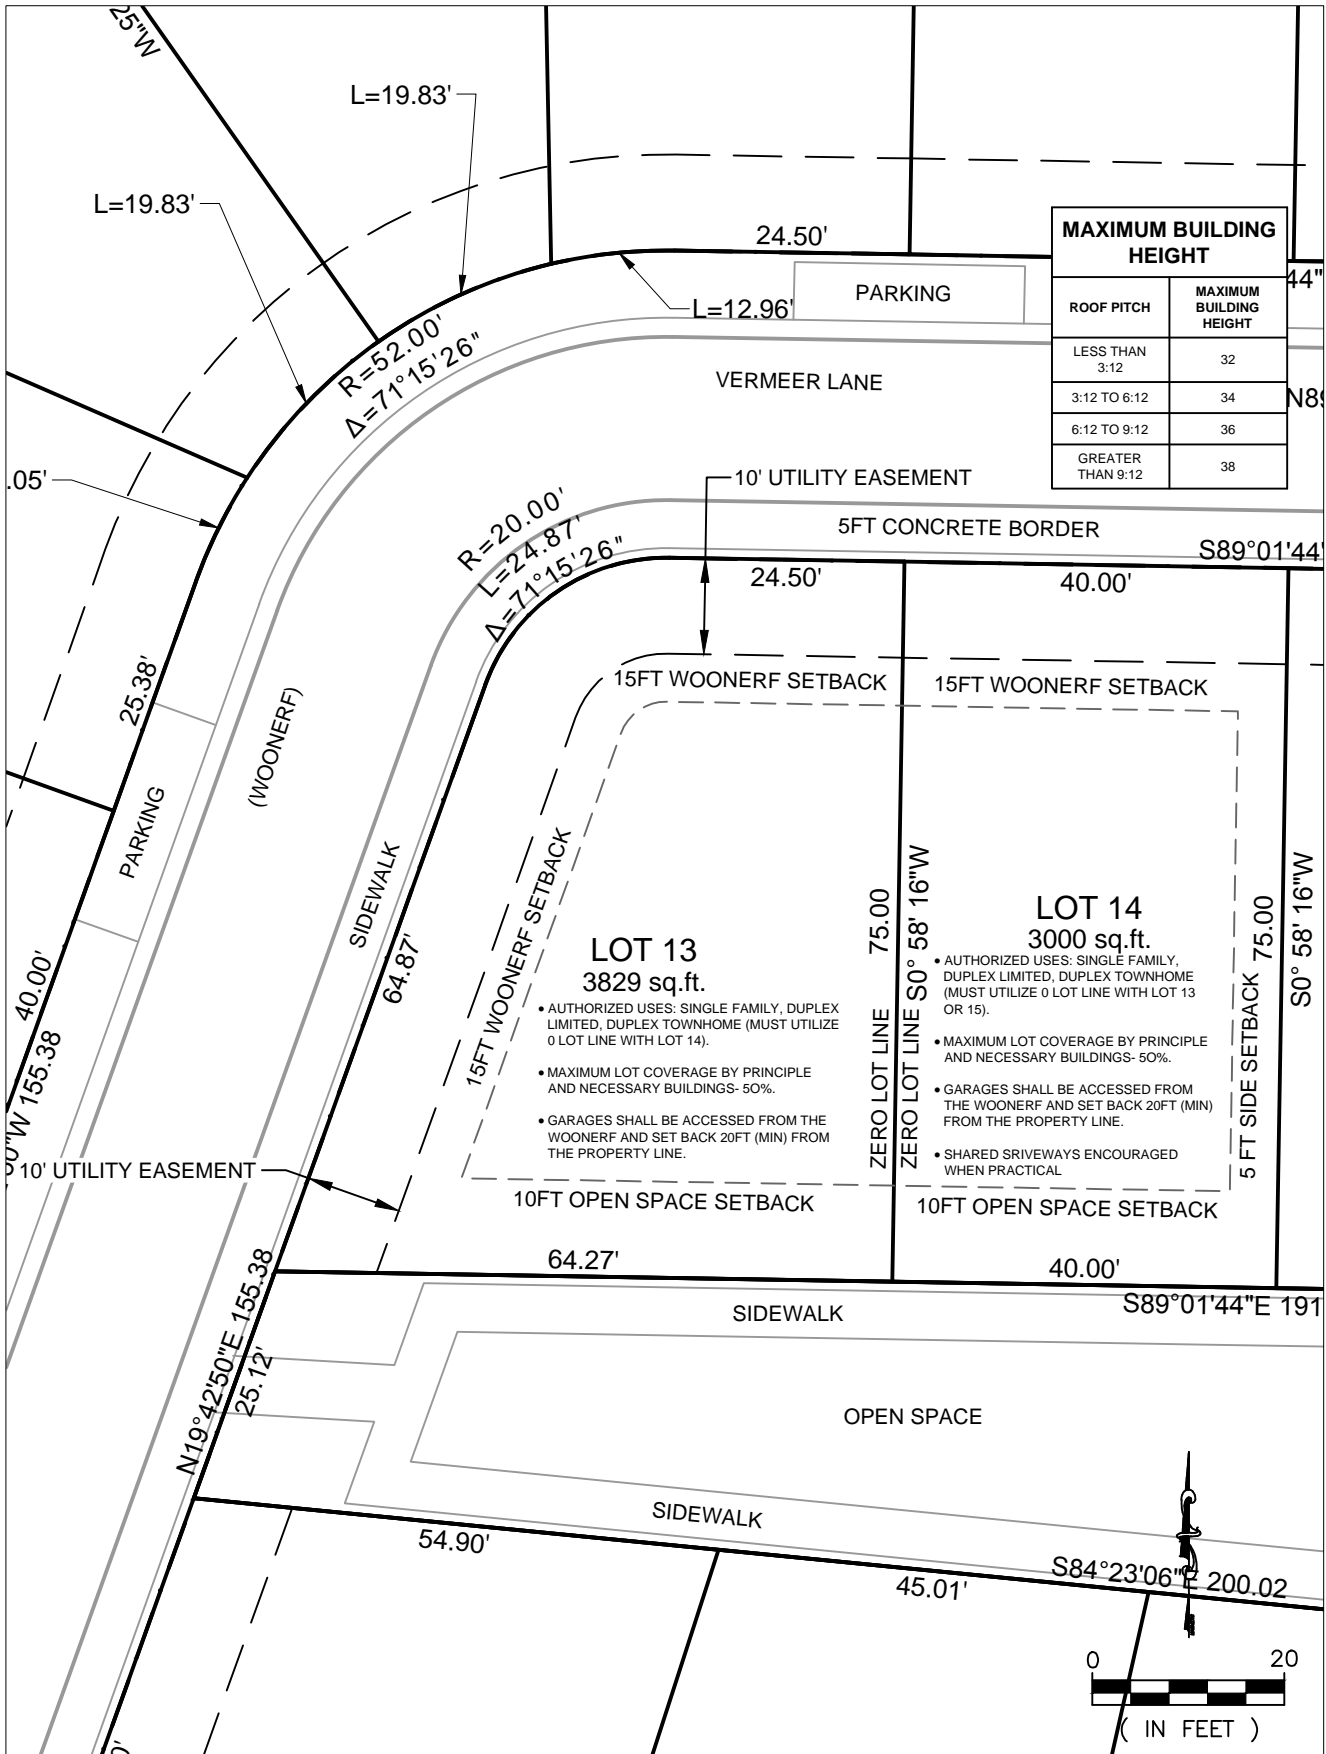 25"W
L=19.83'
L=19.83'
24.50'
MAXIMUM BUILDING
HEIGHT
ROOF PITCH
MAXIMUM
BUILDING
HEIGHT
LESS THAN
3:12
32
3:12 TO 6:12
34
6:12 TO 9:12
36
GREATER
THAN 9:12
38
44"
PARKING
L=12.96'
R=52.00'
Δ=71°15'26"
VERMEER LANE
N89
.05'
10' UTILITY EASEMENT
R=20.00'
L=24.87'
Δ=71°15'26"
5FT CONCRETE BORDER
S89°01'44"
24.50'
40.00'
25.38'
(WOONERF)
15FT WOONERF SETBACK
15FT WOONERF SETBACK
PARKING
SIDEWALK
15FT WOONERF SETBACK
64.87'
75.00
S0° 58' 16"W
ZERO LOT LINE
ZERO LOT LINE
LOT 13
3829 sq.ft.
• AUTHORIZED USES: SINGLE FAMILY, DUPLEX
LIMITED, DUPLEX TOWNHOME (MUST UTILIZE
0 LOT LINE WITH LOT 14).
• MAXIMUM LOT COVERAGE BY PRINCIPLE
AND NECESSARY BUILDINGS- 50%.
• GARAGES SHALL BE ACCESSED FROM THE
WOONERF AND SET BACK 20FT (MIN) FROM
THE PROPERTY LINE.
LOT 14
3000 sq.ft.
• AUTHORIZED USES: SINGLE FAMILY,
DUPLEX LIMITED, DUPLEX TOWNHOME
(MUST UTILIZE 0 LOT LINE WITH LOT 13
OR 15).
• MAXIMUM LOT COVERAGE BY PRINCIPLE
AND NECESSARY BUILDINGS- 50%.
• GARAGES SHALL BE ACCESSED FROM
THE WOONERF AND SET BACK 20FT (MIN)
FROM THE PROPERTY LINE.
• SHARED SRIVEWAYS ENCOURAGED
WHEN PRACTICAL
5 FT SIDE SETBACK
75.00
S0° 58' 16"W
40.00'
"W 155.38
10' UTILITY EASEMENT
10FT OPEN SPACE SETBACK
10FT OPEN SPACE SETBACK
64.27'
40.00'
S89°01'44"E 191
SIDEWALK
N19°42'50"E 155.38
25.12'
OPEN SPACE
SIDEWALK
54.90'
45.01'
S84°23'06"E 200.02
0 20
( IN FEET )